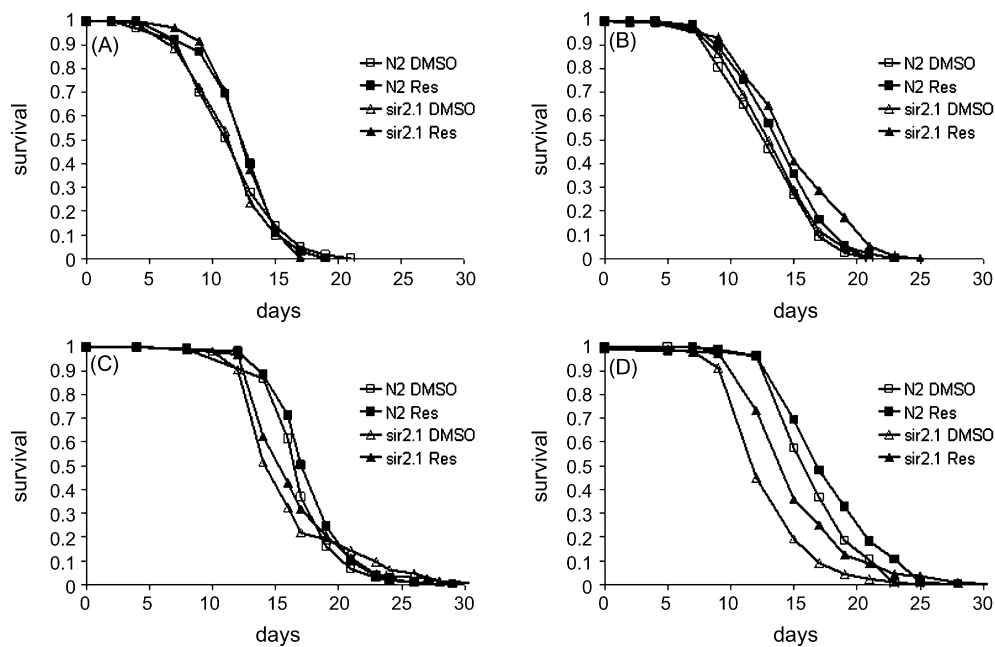 (A)
survival
1
0.9
0.8
0.7
0.6
0.5
0.4
0.3
0.2
0.1
0
0 5 10 15 20 25 30
days
N2 DMSO
N2 Res
sir2.1 DMSO
sir2.1 Res
(B)
survival
1
0.9
0.8
0.7
0.6
0.5
0.4
0.3
0.2
0.1
0
0 5 10 15 20 25 30
days
N2 DMSO
N2 Res
sir2.1 DMSO
sir2.1 Res
(C)
survival
1
0.9
0.8
0.7
0.6
0.5
0.4
0.3
0.2
0.1
0
0 5 10 15 20 25 30
days
N2 DMSO
N2 Res
sir2.1 DMSO
sir2.1 Res
(D)
survival
1
0.9
0.8
0.7
0.6
0.5
0.4
0.3
0.2
0.1
0
0 5 10 15 20 25 30
days
N2 DMSO
N2 Res
sir2.1 DMSO
sir2.1 Res